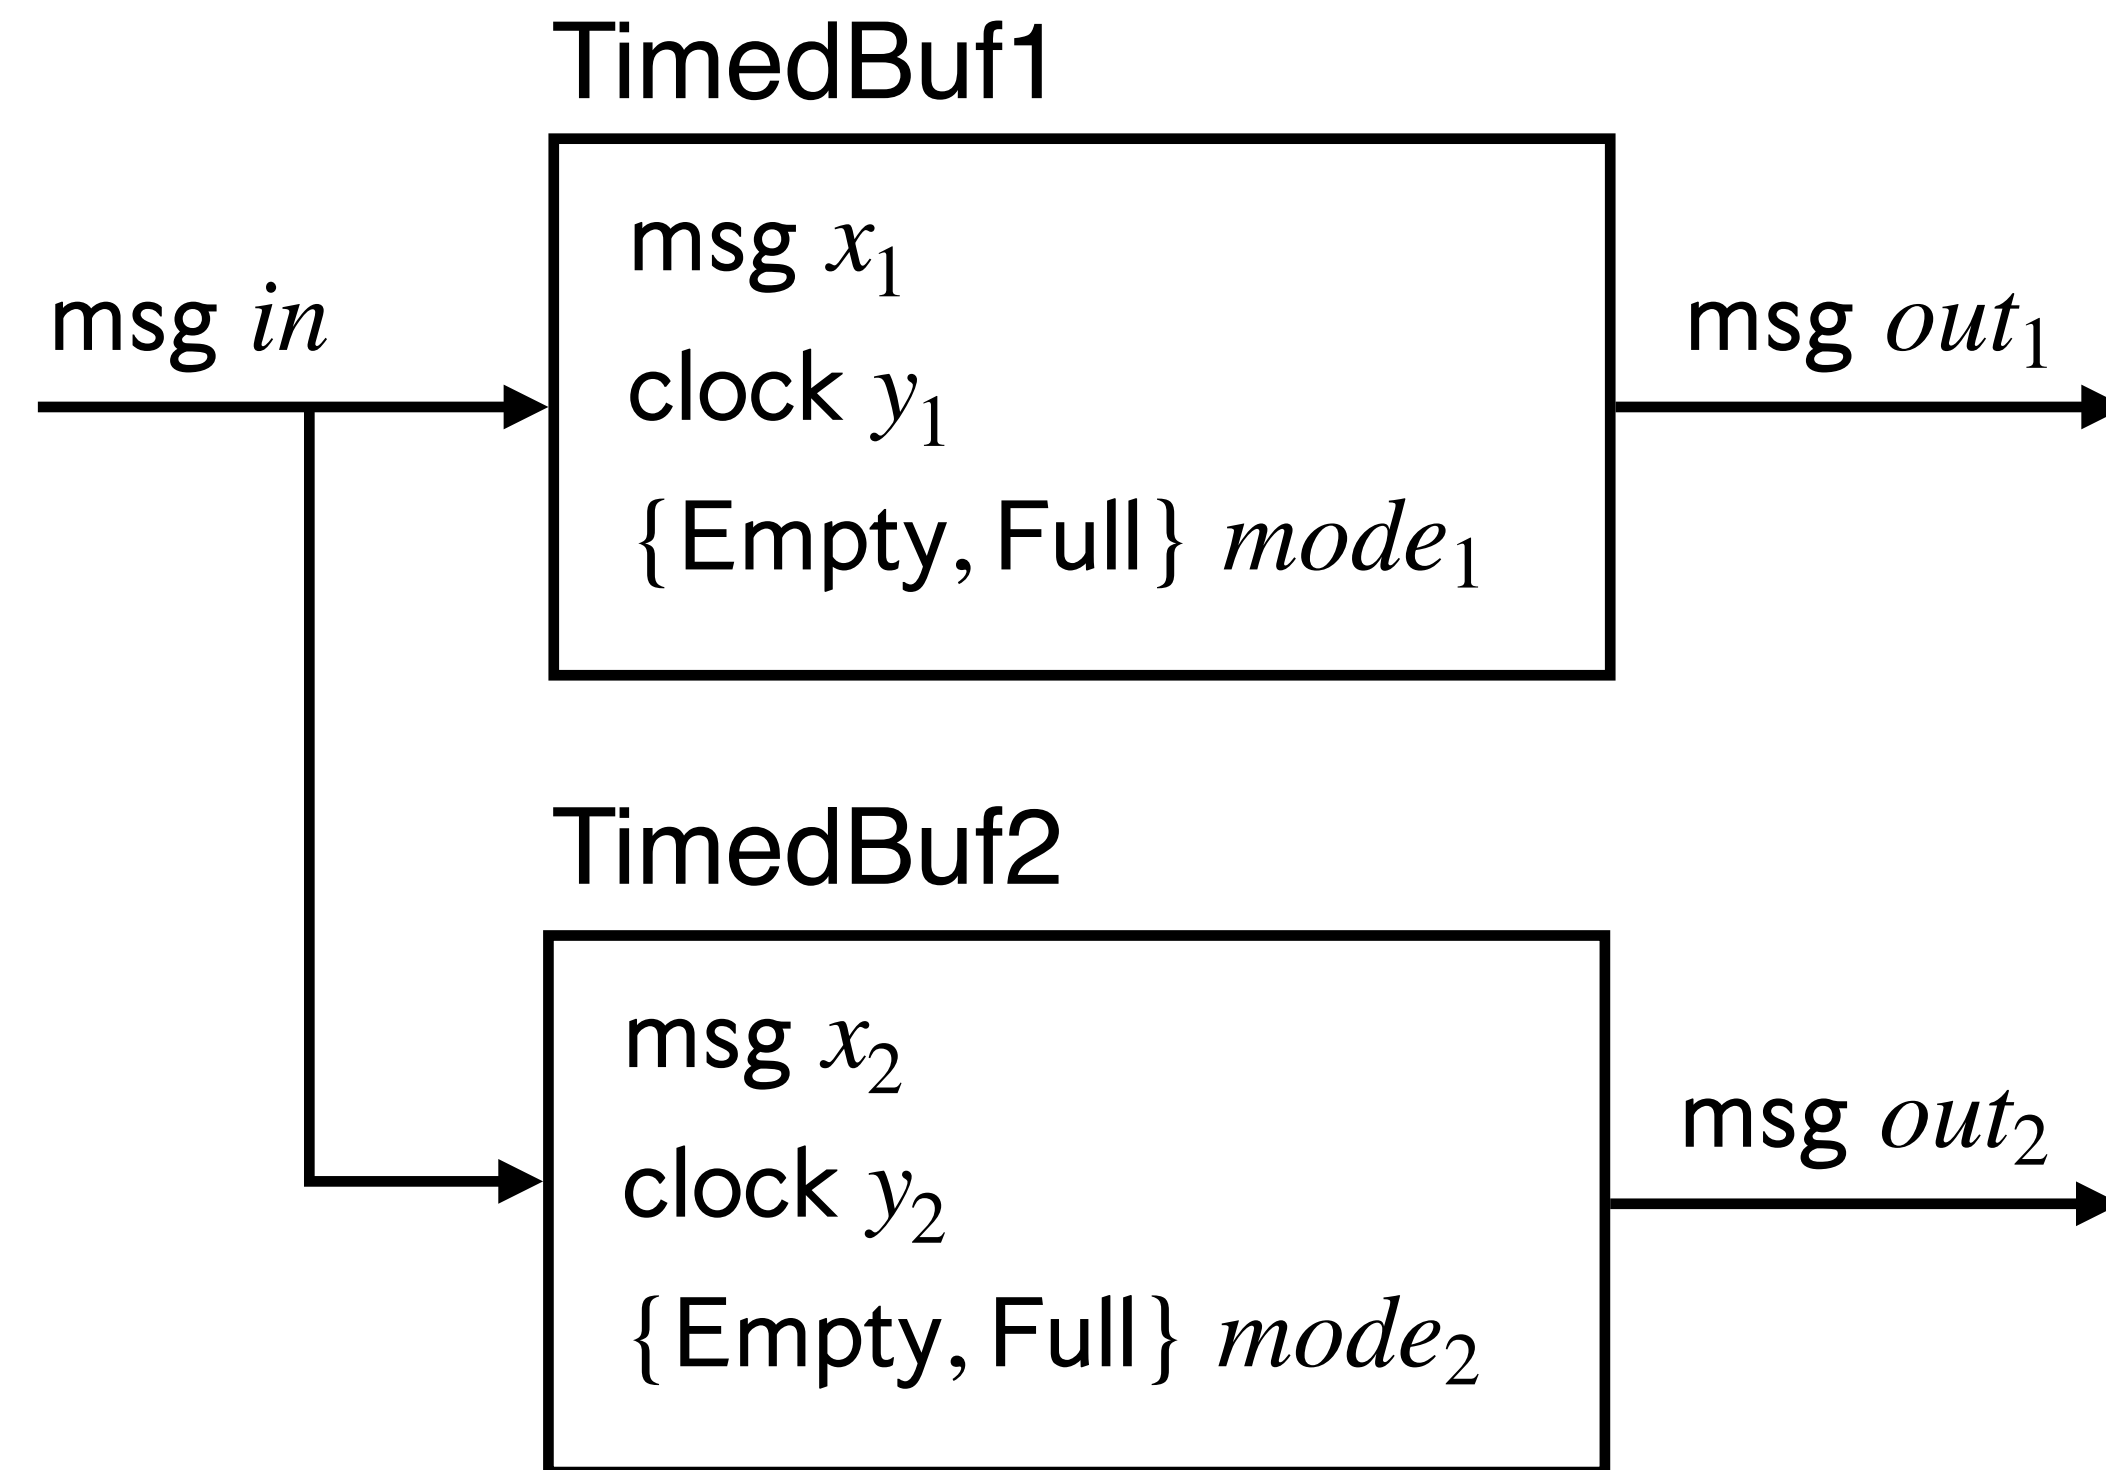 TimedBuf1
msg x₁
msg in
msg out₁
clock y₁
{Empty, Full} mode₁
TimedBuf2
msg x₂
msg out₂
clock y₂
{Empty, Full} mode₂